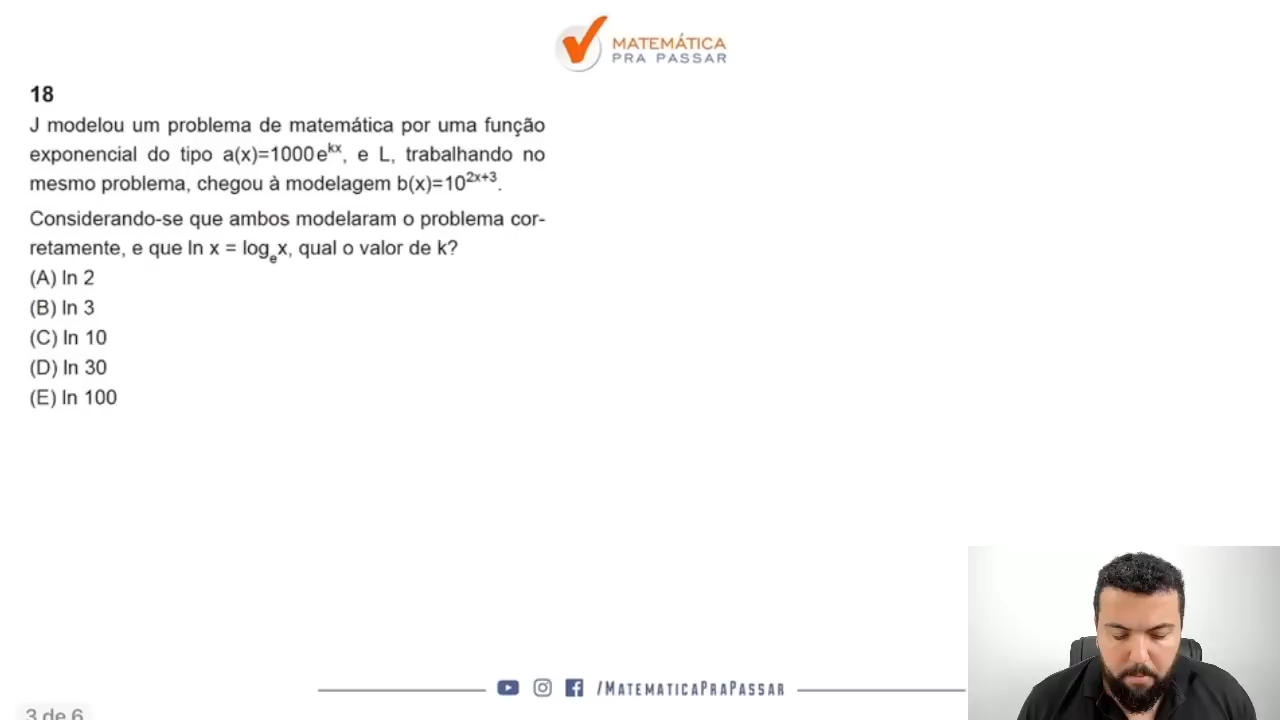 MATEMÁTICA
PRA PASSAR
18
J modelou um problema de matemática por uma função
exponencial do tipo a(x)=1000e^kx, e L, trabalhando no
mesmo problema, chegou à modelagem b(x)=10^2x+3.
Considerando-se que ambos modelaram o problema cor-
retamente, e que ln x = log_e x, qual o valor de k?
(A) ln 2
(B) ln 3
(C) ln 10
(D) ln 30
(E) ln 100
/MATEMATICAPRAPASSAR
3 de 6